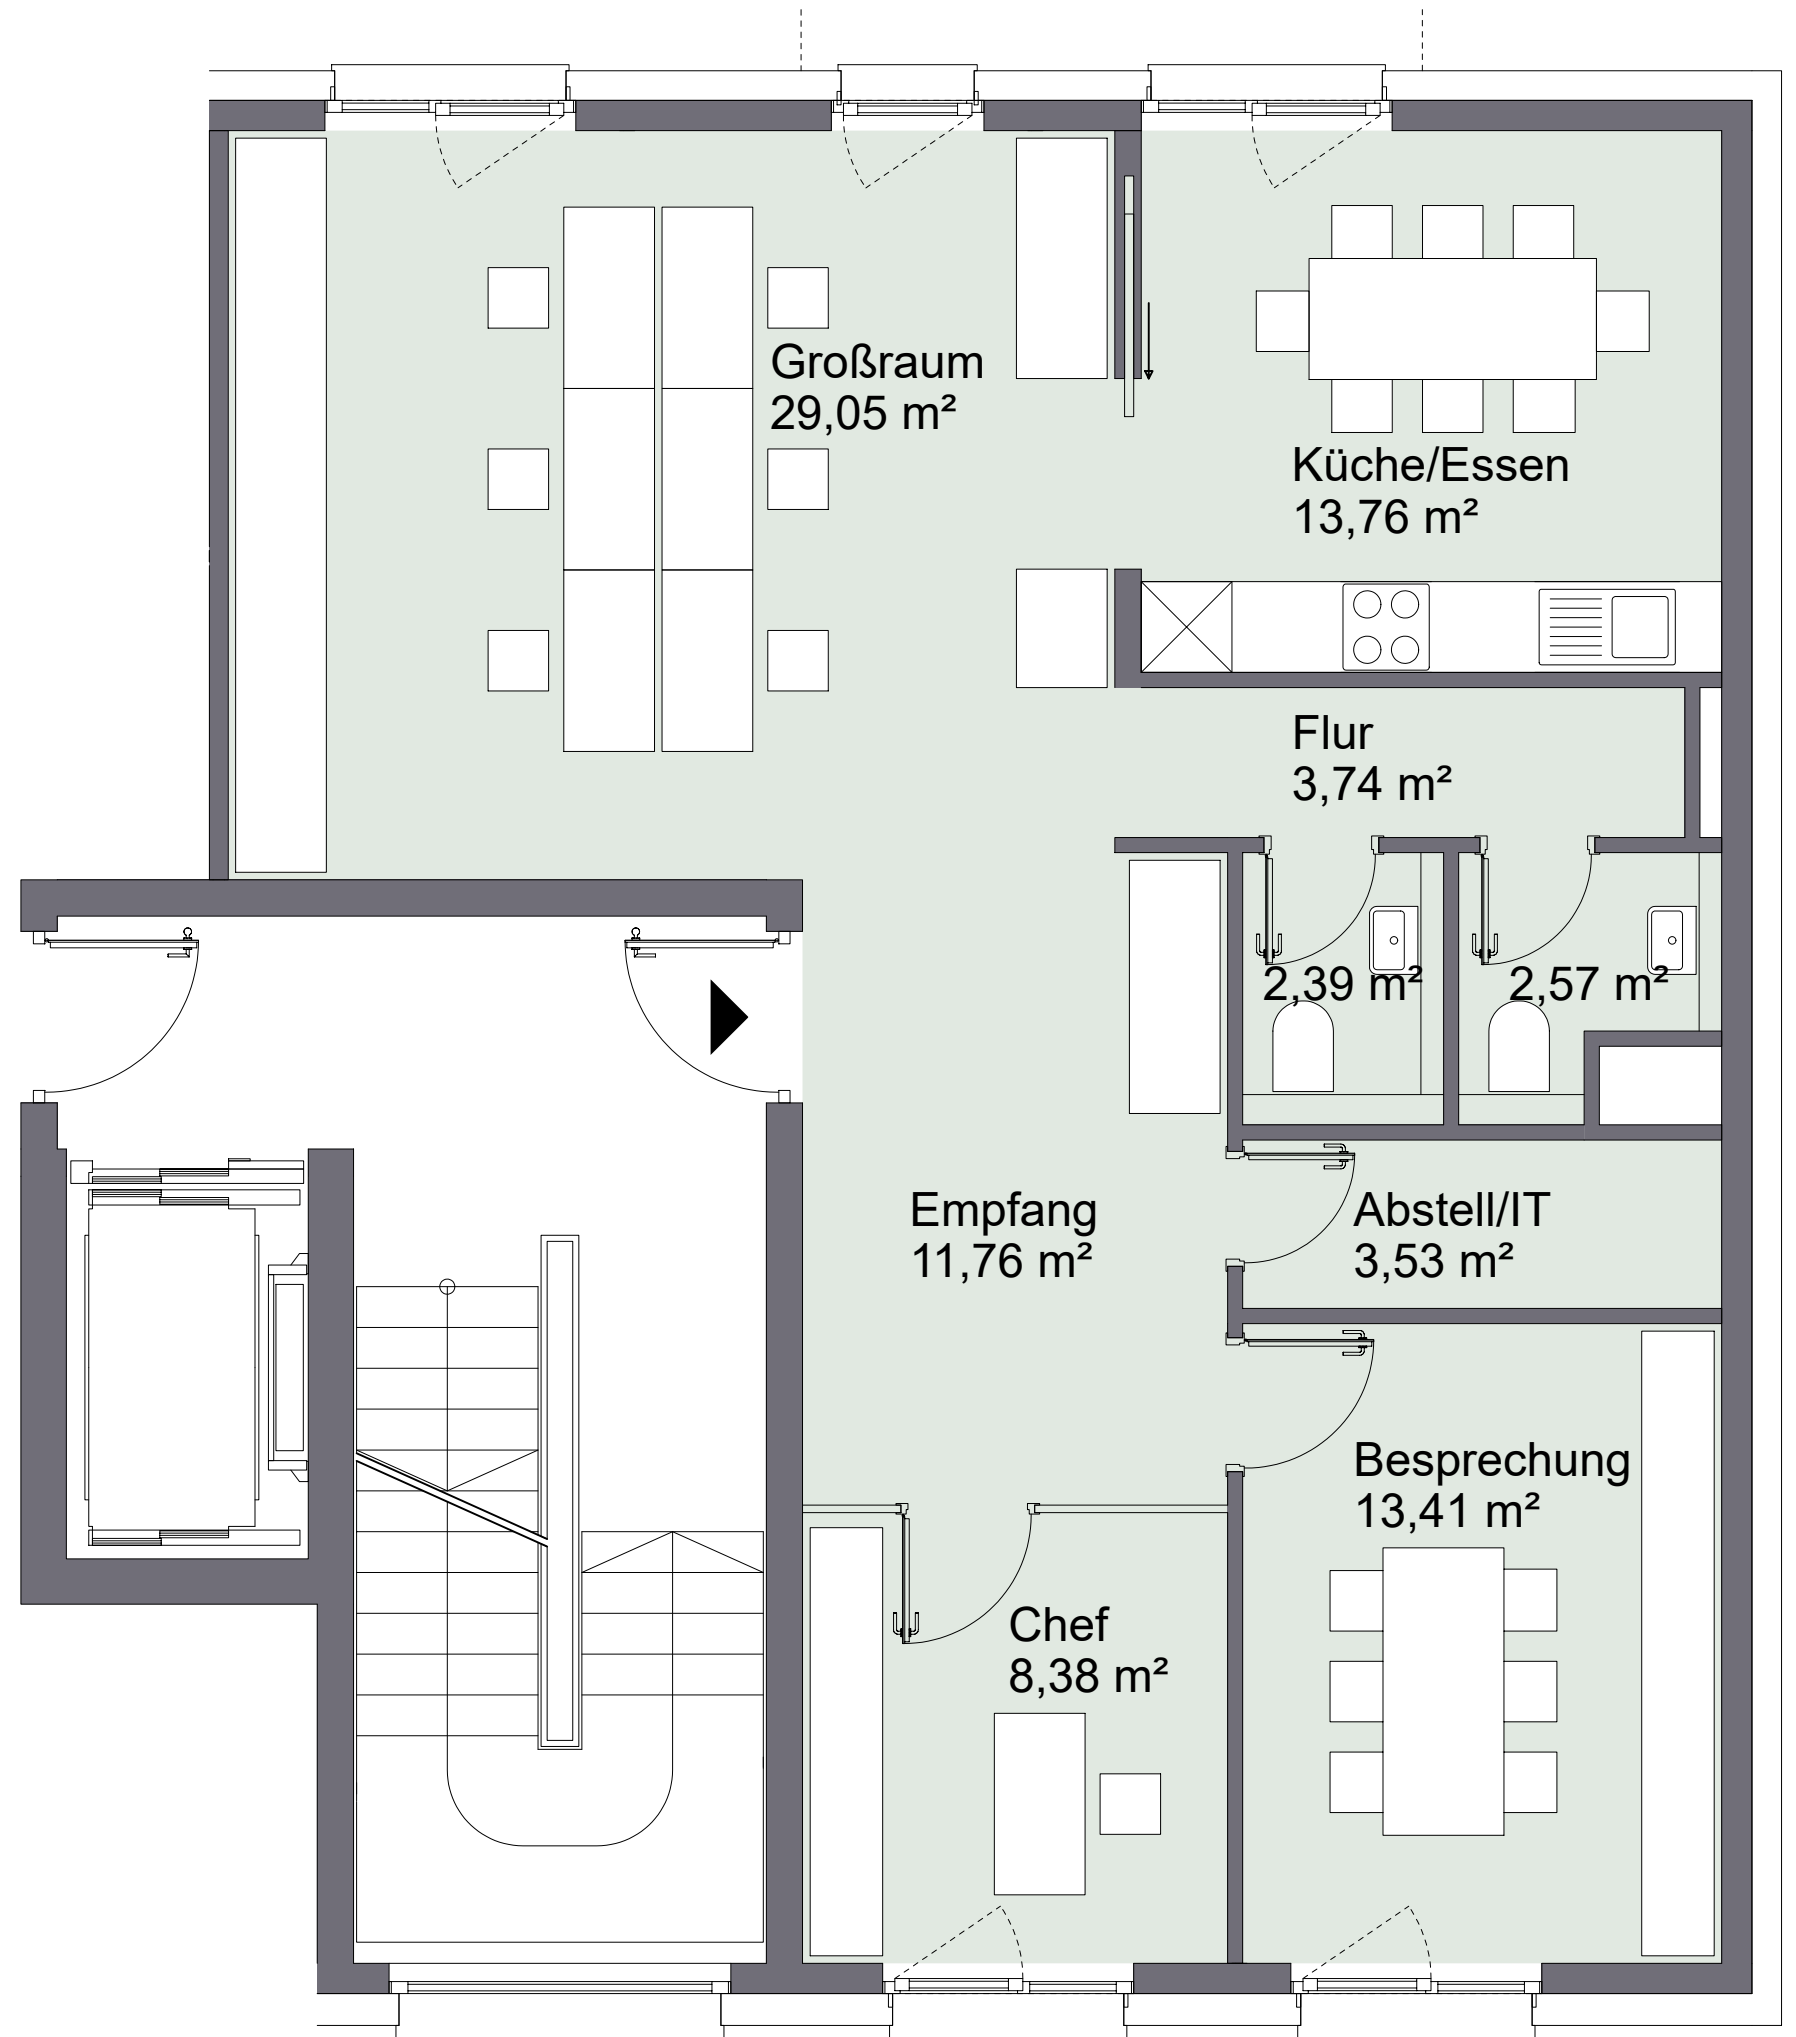 Großraum
29,05 m²
Küche/Essen
13,76 m²
Flur
3,74 m²
2,39 m²
2,57 m²
Empfang
11,76 m²
Abstell/IT
3,53 m²
Besprechung
13,41 m²
Chef
8,38 m²